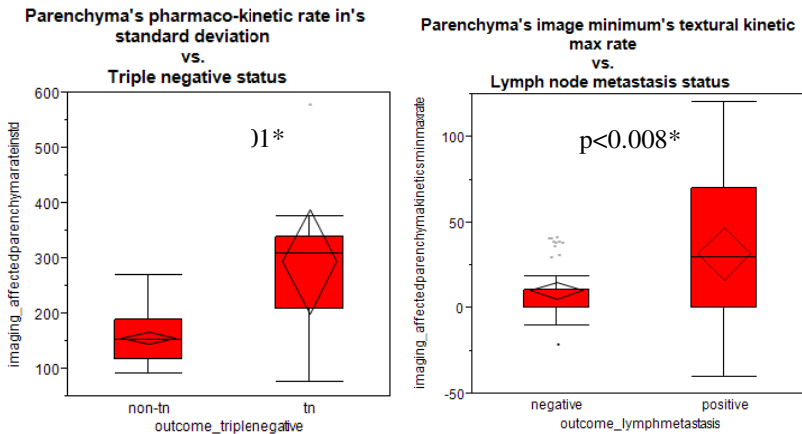 Parenchyma's pharmaco-kinetic rate in's
standard deviation
vs.
Triple negative status
600
500
400
300
200
100
)1*
imaging_affectedparenchymarateinstd
non-tn
tn
outcome_triplenegative
Parenchyma's image minimum's textural kinetic
max rate
vs.
Lymph node metastasis status
100
50
0
-50
p<0.008*
imaging_affectedparenchymakineticsminmaxrate
negative
positive
outcome_lymphmetastasis